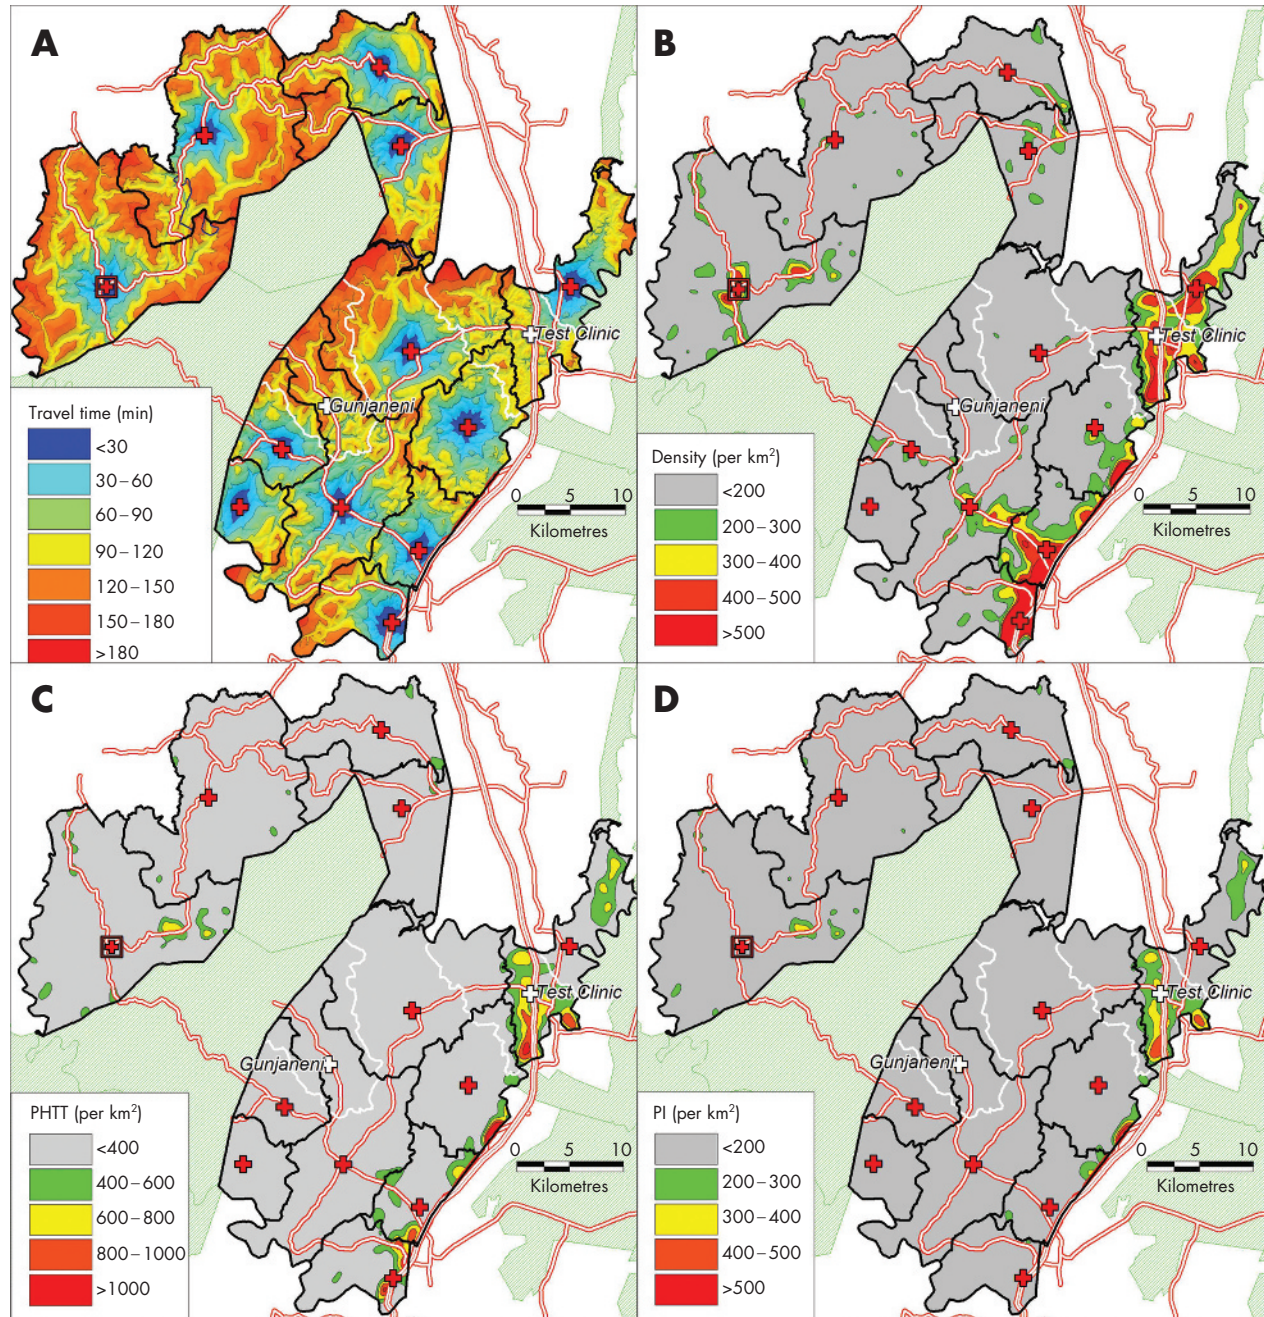 A
Test Clinic
Gunjaneni
Travel time (min)
<30
30–60
60–90
90–120
120–150
150–180
>180
0 5 10
Kilometres
B
Test Clinic
Gunjaneni
Density (per km²)
<200
200–300
300–400
400–500
>500
0 5 10
Kilometres
C
Test Clinic
Gunjaneni
PHTT (per km²)
<400
400–600
600–800
800–1000
>1000
0 5 10
Kilometres
D
Test Clinic
Gunjaneni
PI (per km²)
<200
200–300
300–400
400–500
>500
0 5 10
Kilometres